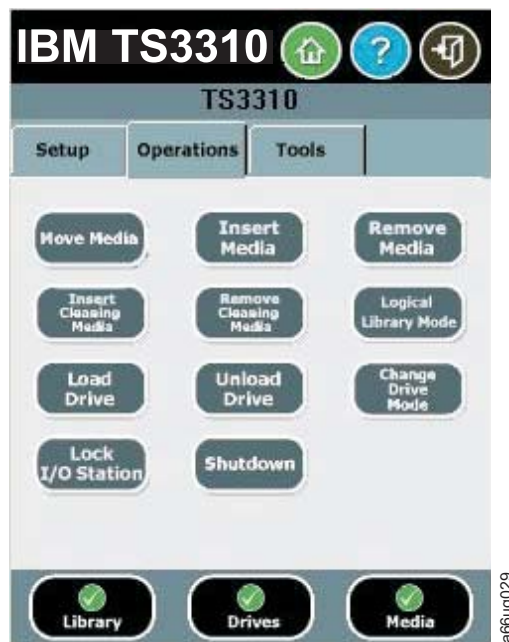 IBM TS3310
?
TS3310
Setup Operations Tools
Move Media
Insert
Media
Remove
Media
Insert
Cleaning
Media
Remove
Cleaning
Media
Logical
Library Mode
Load
Drive
Unload
Drive
Change
Drive
Mode
Lock
I/O Station
Shutdown
Library Drives Media
a66ug029